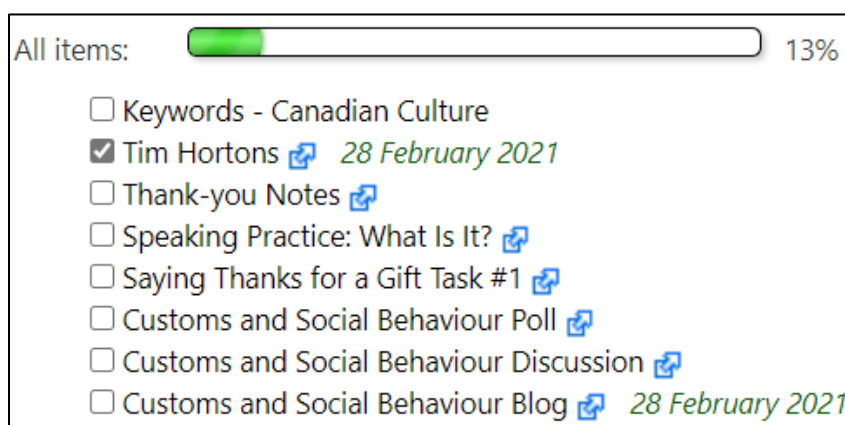 All items: 13%
Keywords - Canadian Culture
Tim Hortons 28 February 2021
Thank-you Notes
Speaking Practice: What Is It?
Saying Thanks for a Gift Task #1
Customs and Social Behaviour Poll
Customs and Social Behaviour Discussion
Customs and Social Behaviour Blog 28 February 2021